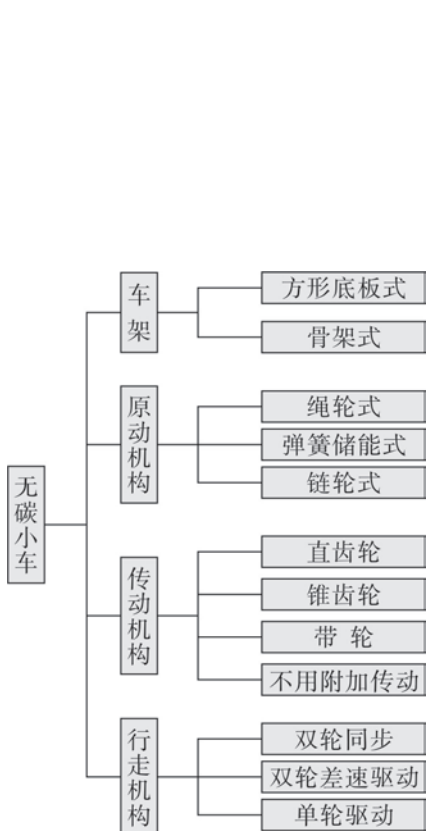 无碳小车
车架
方形底板式
骨架式
原动机构
绳轮式
弹簧储能式
链轮式
传动机构
直齿轮
锥齿轮
带 轮
不用附加传动
行走机构
双轮同步
双轮差速驱动
单轮驱动